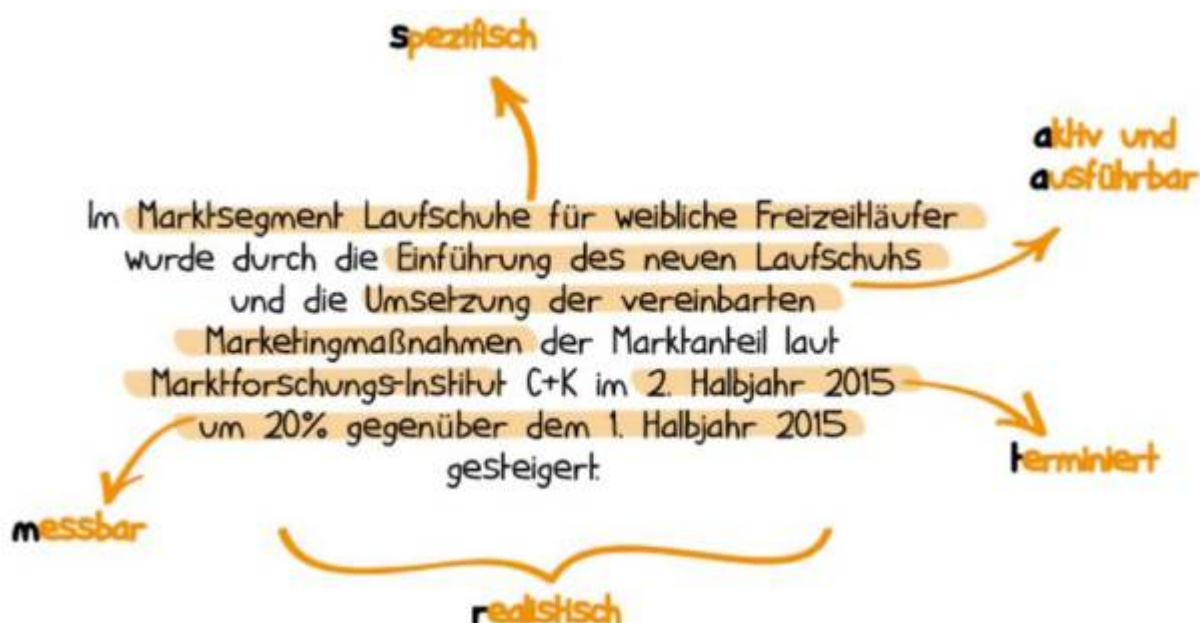 spezifisch
aktiv und
ausführbar
Im Marktsegment Laufschuhe für weibliche Freizeitläufer
wurde durch die Einführung des neuen Laufschuhs
und die Umsetzung der vereinbarten
Marketingmaßnahmen der Marktanteil laut
Marktforschungs-Institut C+K im 2. Halbjahr 2015
um 20% gegenüber dem 1. Halbjahr 2015
gesteigert.
terminiert
messbar
realistisch